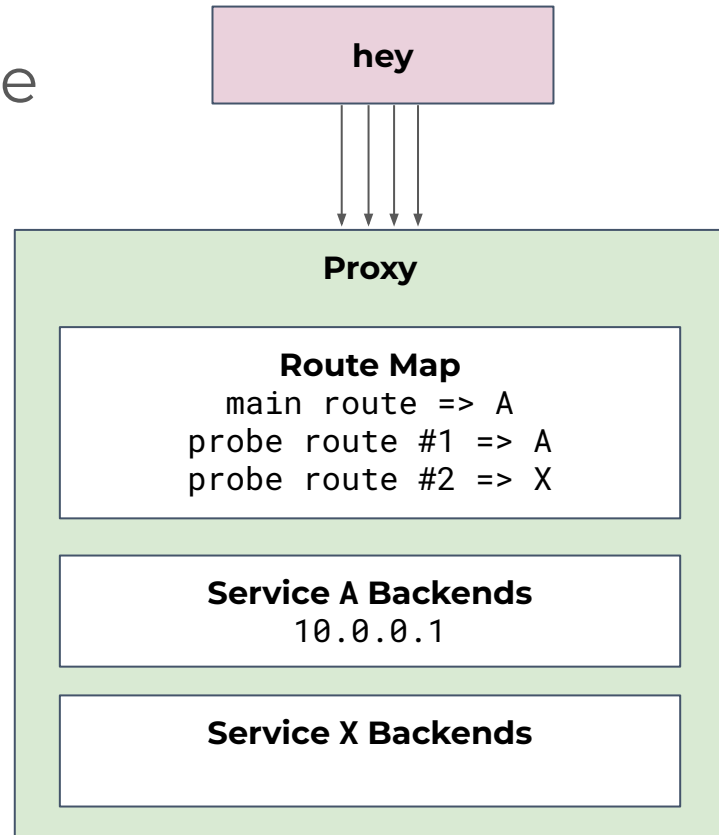 e
hey
Proxy
Route Map
main route => A
probe route #1 => A
probe route #2 => X
Service A Backends
10.0.0.1
Service X Backends